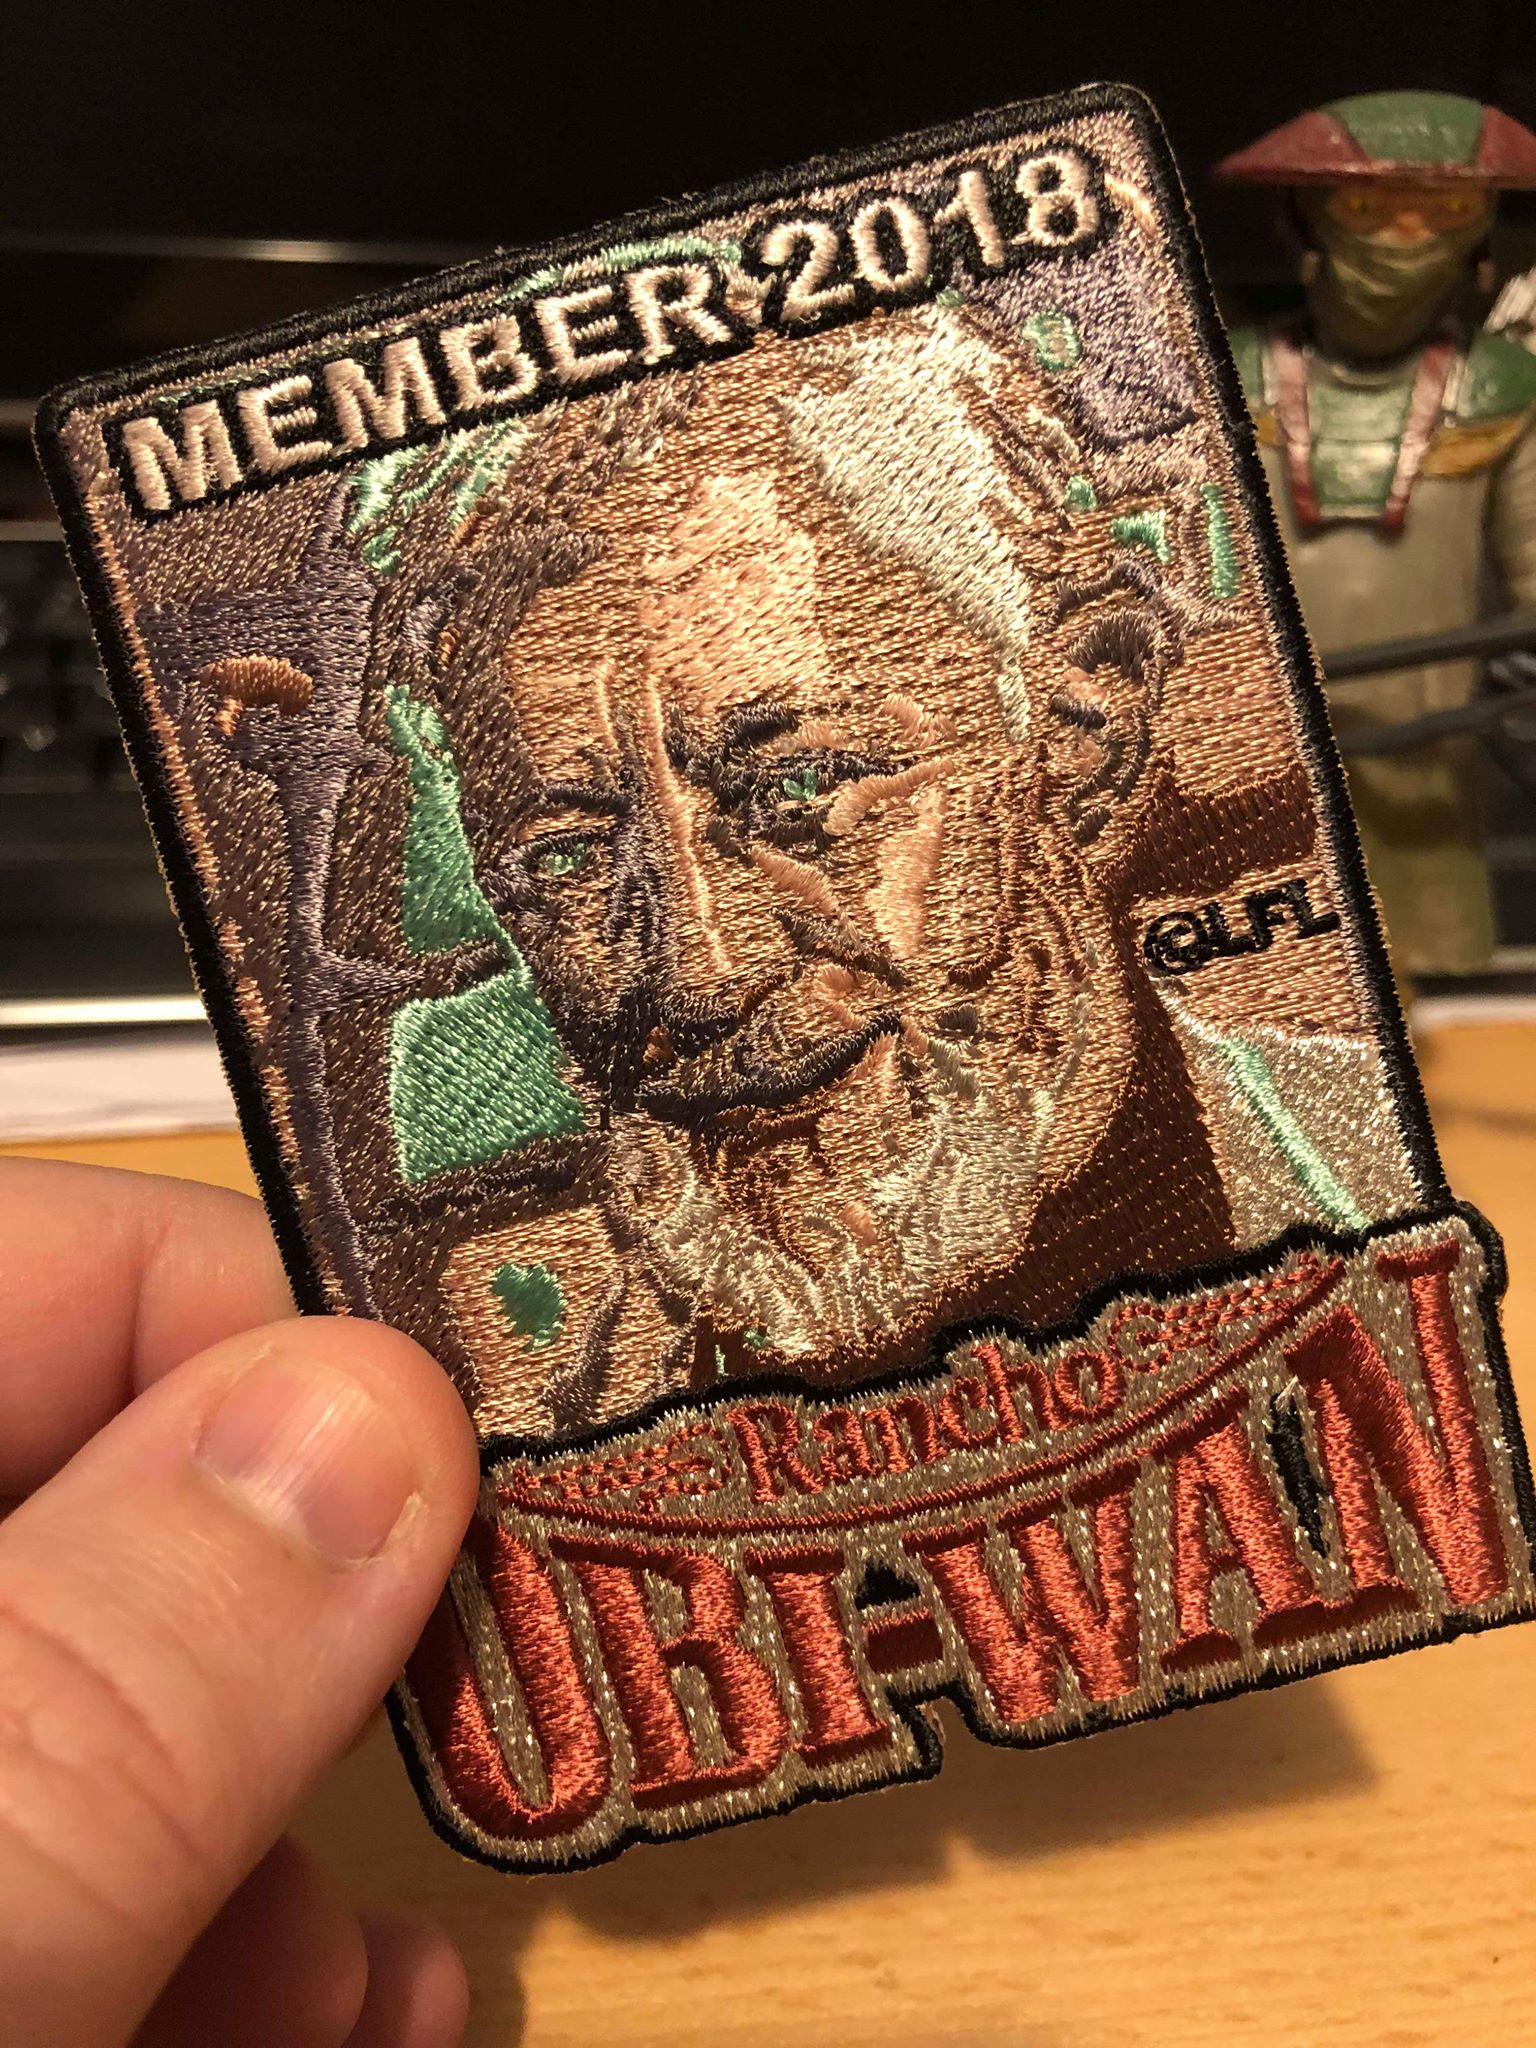 MEMBER 2018
@LFL
Rancho
OBI-WAN